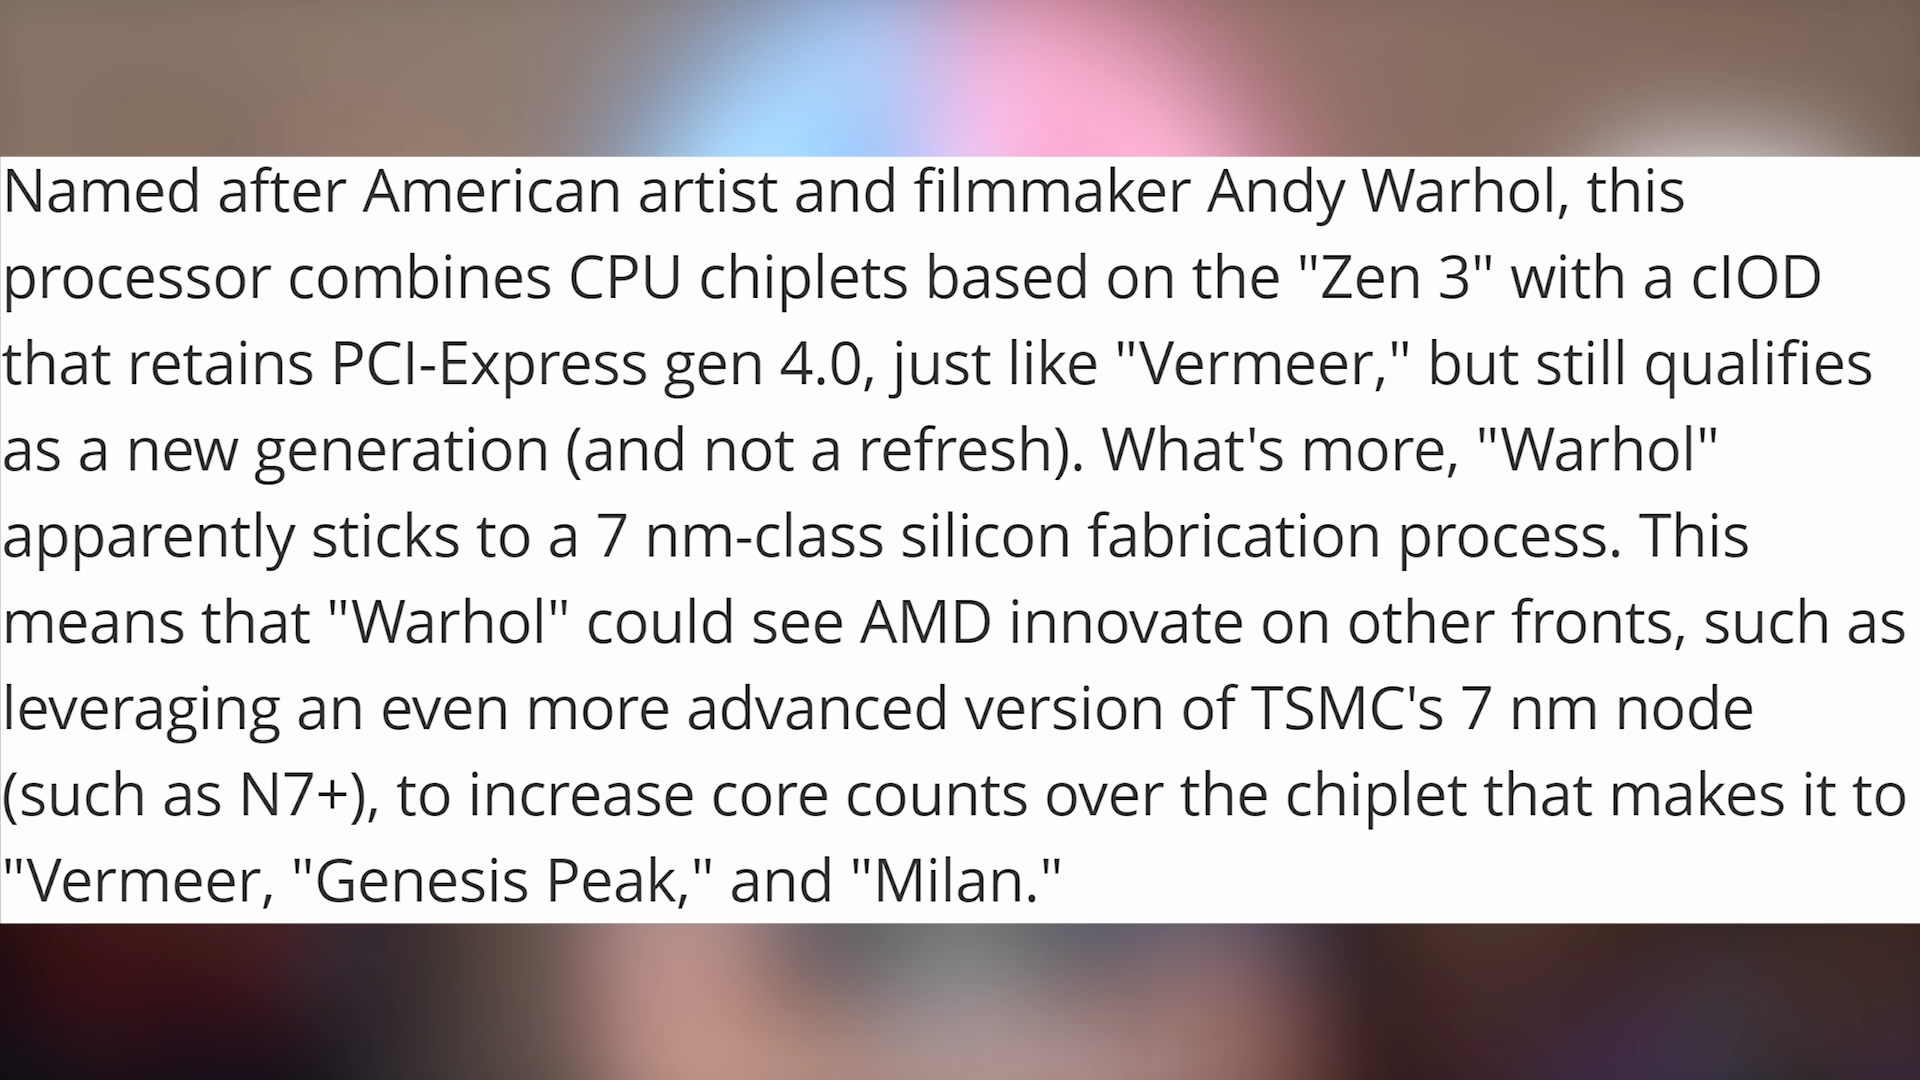 Named after American artist and filmmaker Andy Warhol, this
processor combines CPU chiplets based on the "Zen 3" with a cIOD
that retains PCI-Express gen 4.0, just like "Vermeer," but still qualifies
as a new generation (and not a refresh). What's more, "Warhol"
apparently sticks to a 7 nm-class silicon fabrication process. This
means that "Warhol" could see AMD innovate on other fronts, such as
leveraging an even more advanced version of TSMC's 7 nm node
(such as N7+), to increase core counts over the chiplet that makes it to
"Vermeer, "Genesis Peak," and "Milan."